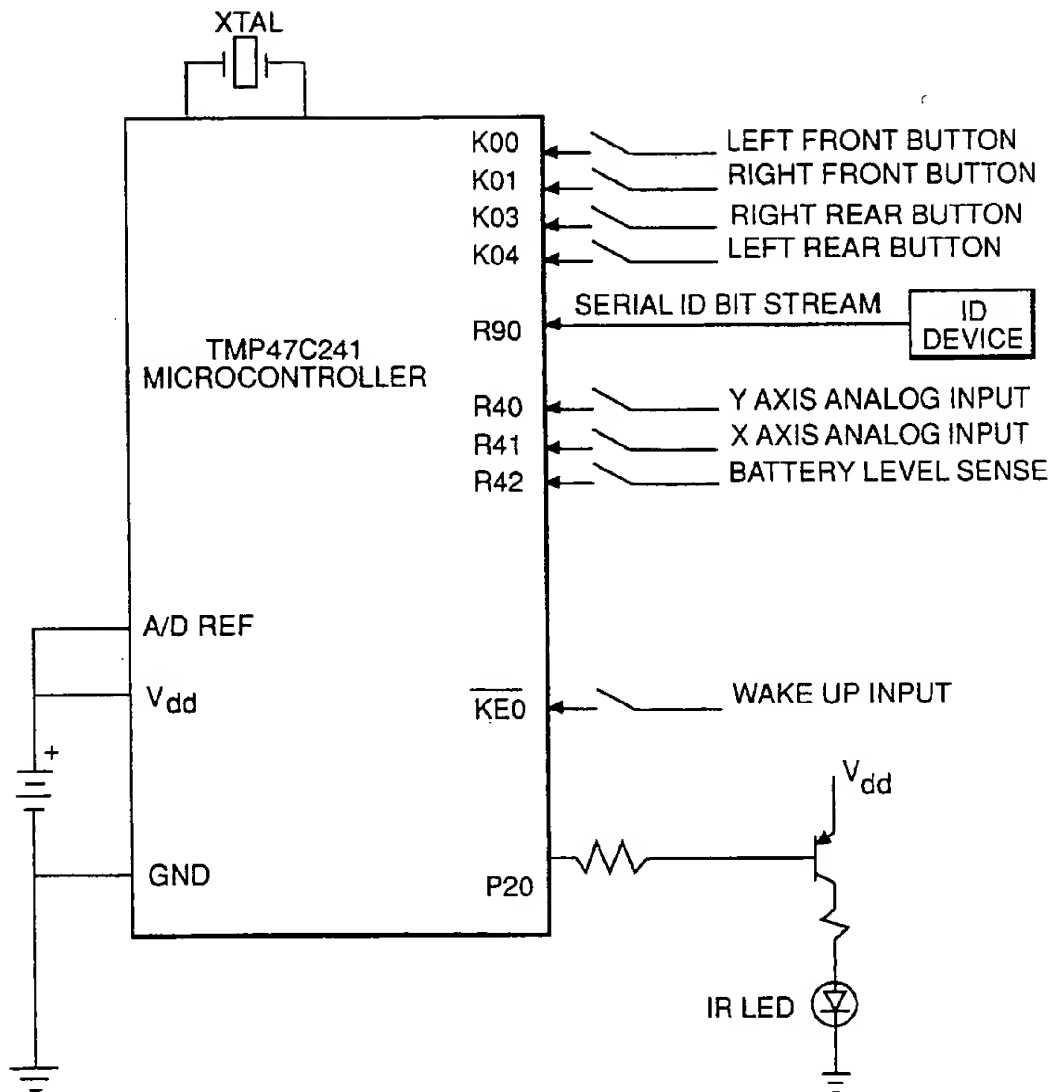 XTAL
K00
LEFT FRONT BUTTON
K01
RIGHT FRONT BUTTON
K03
RIGHT REAR BUTTON
K04
LEFT REAR BUTTON
SERIAL ID BIT STREAM
ID
DEVICE
R90
TMP47C241
MICROCONTROLLER
R40
Y AXIS ANALOG INPUT
R41
X AXIS ANALOG INPUT
R42
BATTERY LEVEL SENSE
A/D REF
Vdd
KE0
WAKE UP INPUT
+
Vdd
GND
P20
IR LED